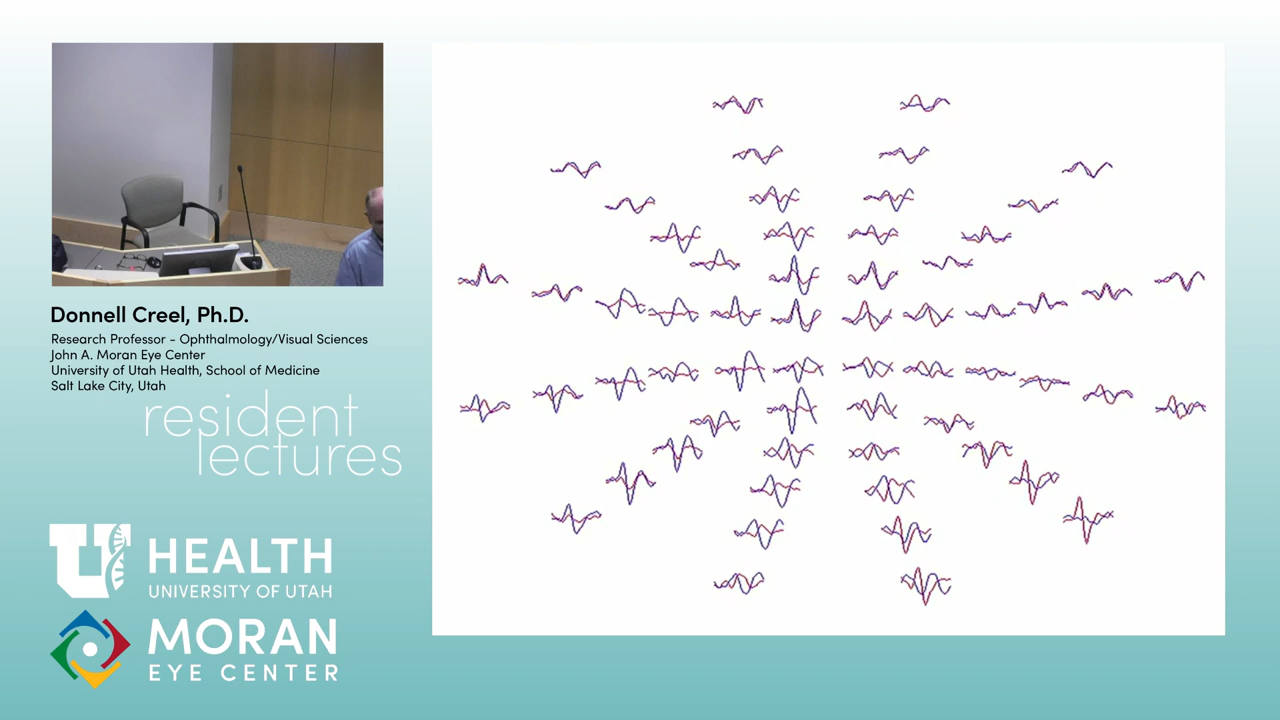 Donnell Creel, Ph.D.
Research Professor - Ophthalmology/Visual Sciences
John A. Moran Eye Center
University of Utah Health, School of Medicine
Salt Lake City, Utah
resident
lectures
U HEALTH
UNIVERSITY OF UTAH
MORAN
EYE CENTER